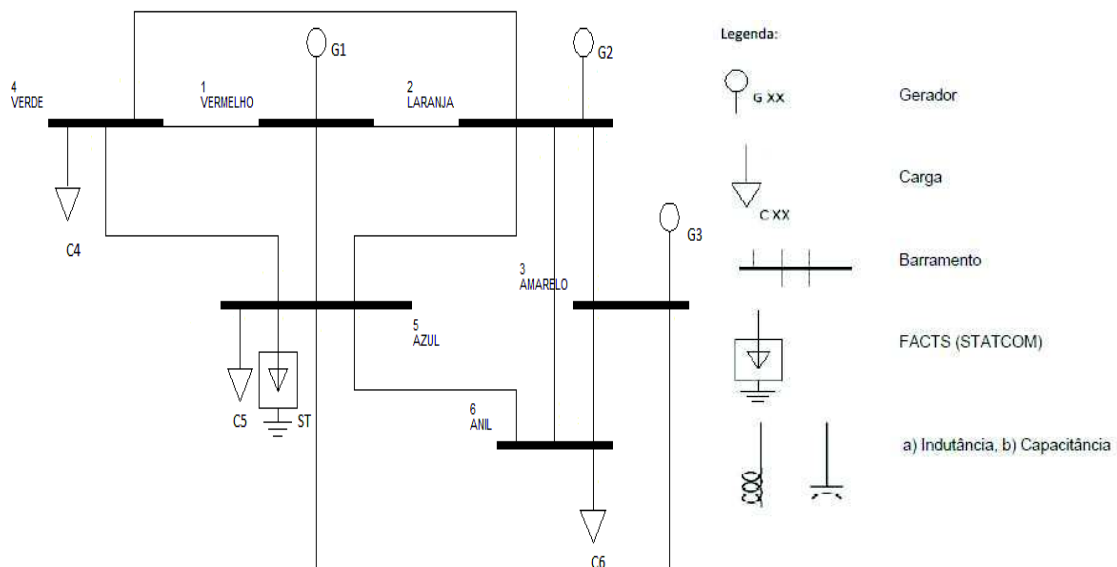 G1
G2
4
VERDE
1
VERMELHO
2
LARANJA
C4
G3
3
AMARELO
5
AZUL
C5
ST
6
ANIL
C6
Legenda:
G XX
Gerador
C XX
Carga
Barramento
FACTS (STATCOM)
a) Indutância, b) Capacitância